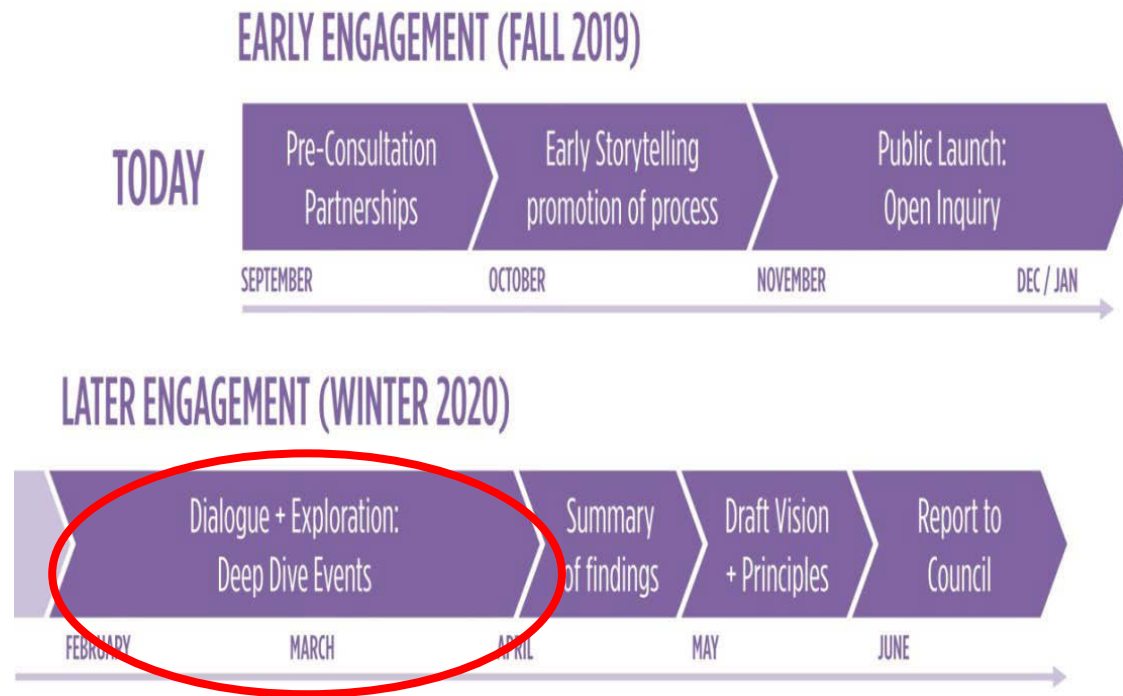 EARLY ENGAGEMENT (FALL 2019)
TODAY
Pre-Consultation
Partnerships
Early Storytelling
promotion of process
Public Launch:
Open Inquiry
SEPTEMBER
OCTOBER
NOVEMBER
DEC / JAN
LATER ENGAGEMENT (WINTER 2020)
Dialogue + Exploration:
Deep Dive Events
Summary
of findings
Draft Vision
+ Principles
Report to
Council
FEBRUARY
MARCH
APRIL
MAY
JUNE